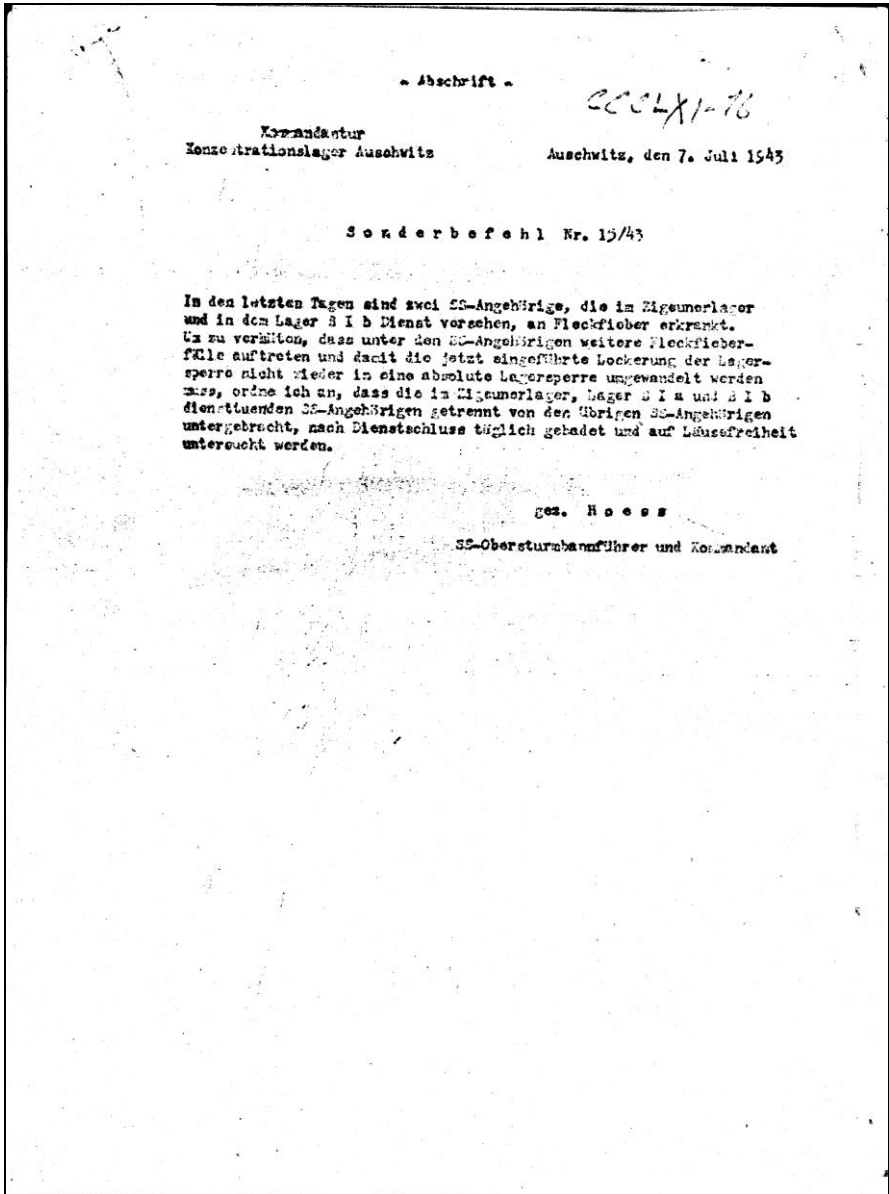 - Abschrift -
CCCLXI-16
Kommandantur
Konzentrationslager Auschwitz
Auschwitz, den 7. Juli 1943
Sonderbefehl Nr. 15/43
In den letzten Tagen sind zwei SS-Angehörige, die im Zigeunerlager
und in dem Lager B I b Dienst versehen, an Fleckfieber erkrankt.
Um zu verhüten, dass unter den SS-Angehörigen weitere Fleckfieber-
fälle auftreten und damit die jetzt eingeführte Lockerung der Lager-
sperre nicht wieder in eine absolute Lagersperre umgewandelt werden
muss, ordne ich an, dass die im Zigeunerlager, Lager B I a und B I b
diensttuenden SS-Angehörigen getrennt von den übrigen SS-Angehörigen
untergebracht, nach Dienstschluss täglich gebadet und auf Läusefreiheit
untersucht werden.
gez. Hoess
SS-Obersturmbannführer und Kommandant